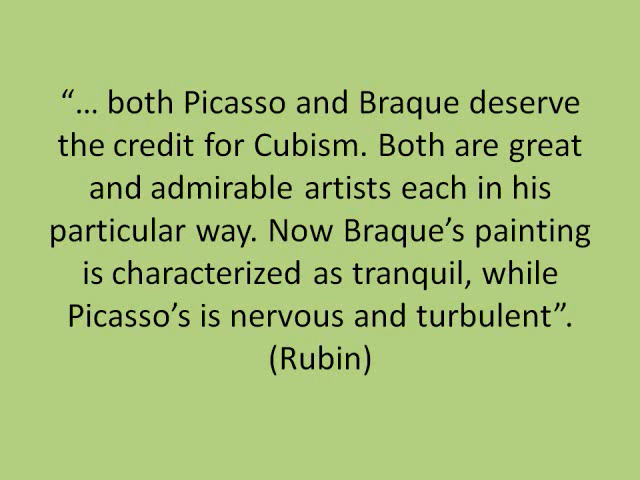 “… both Picasso and Braque deserve
the credit for Cubism. Both are great
and admirable artists each in his
particular way. Now Braque’s painting
is characterized as tranquil, while
Picasso’s is nervous and turbulent”.
(Rubin)